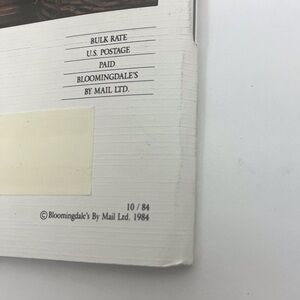 BULK RATE
U.S. POSTAGE
PAID
BLOOMINGDALE'S
BY MAIL LTD.
10 / 84
© Bloomingdale's By Mail Ltd. 1984